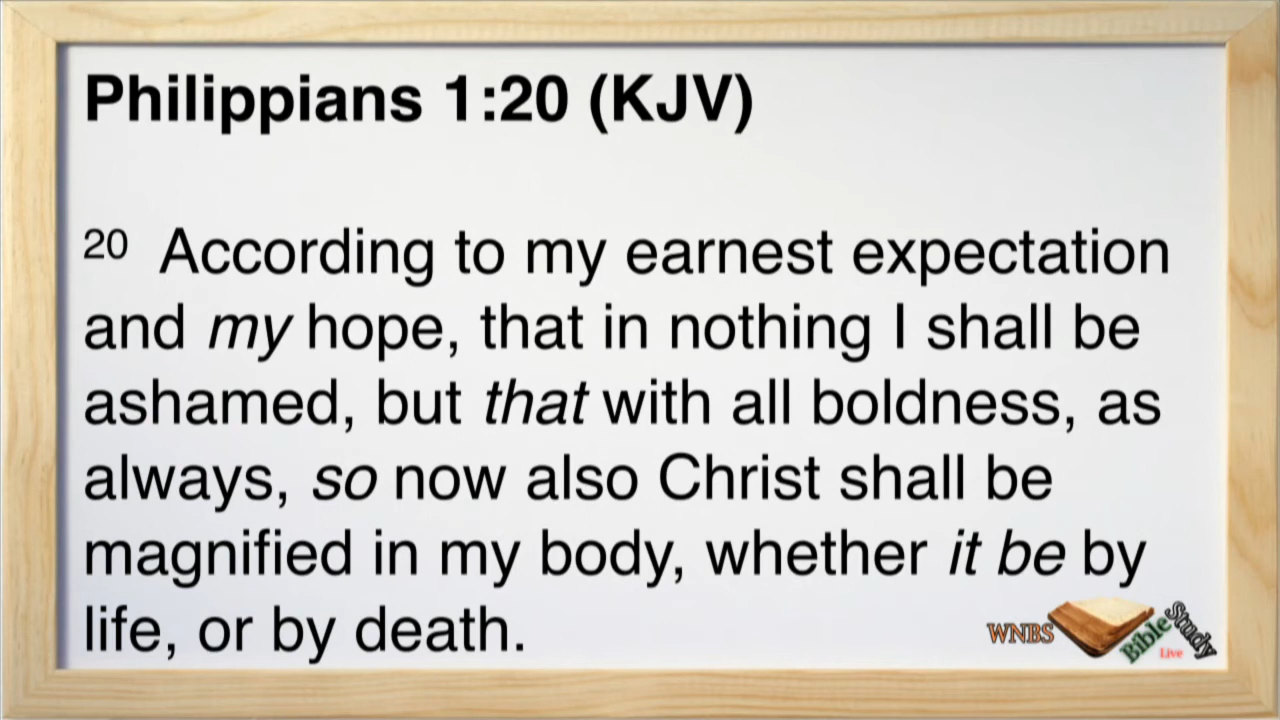 Philippians 1:20 (KJV)
20 According to my earnest expectation
and my hope, that in nothing I shall be
ashamed, but that with all boldness, as
always, so now also Christ shall be
magnified in my body, whether it be by
life, or by death.
WNBS Bible Study
Live